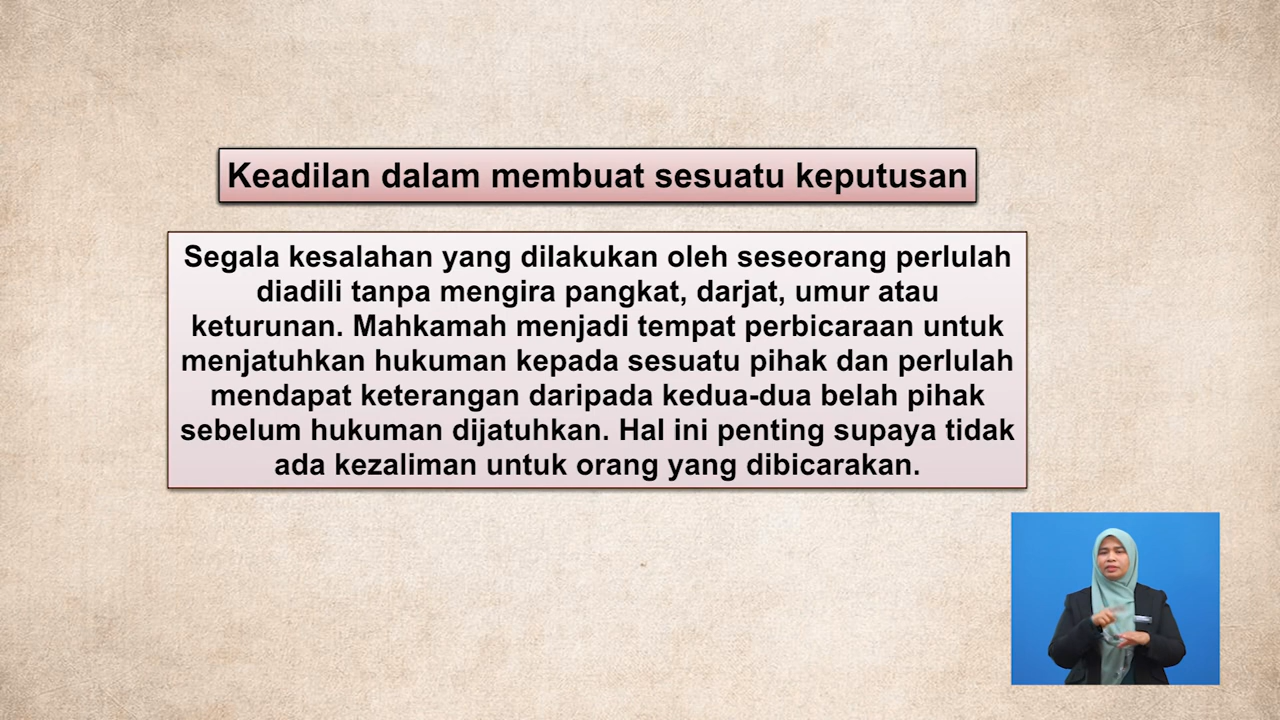 Keadilan dalam membuat sesuatu keputusan
Segala kesalahan yang dilakukan oleh seseorang perlulah
diadili tanpa mengira pangkat, darjat, umur atau
keturunan. Mahkamah menjadi tempat perbicaraan untuk
menjatuhkan hukuman kepada sesuatu pihak dan perlulah
mendapat keterangan daripada kedua-dua belah pihak
sebelum hukuman dijatuhkan. Hal ini penting supaya tidak
ada kezaliman untuk orang yang dibicarakan.